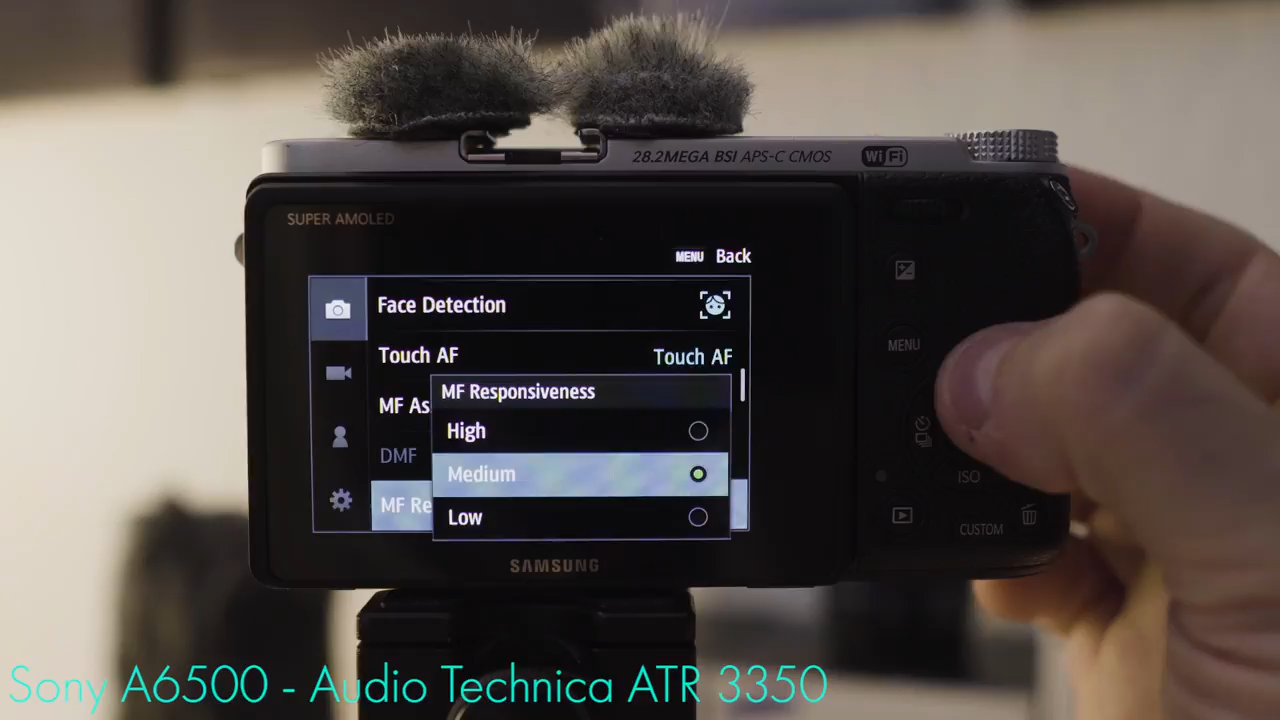 28.2MEGA BSI APS-C CMOS WiFi
SUPER AMOLED
MENU Back
Face Detection
Touch AF Touch AF
MF Responsiveness
MF As
High
DMF
Medium
MF Re
Low
MENU
ISO
CUSTOM
SAMSUNG
Sony A6500 - Audio Technica ATR 3350